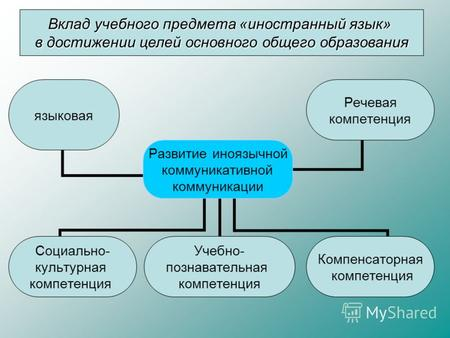 Вклад учебного предмета «иностранный язык»
в достижении целей основного общего образования
языковая
Речевая
компетенция
Развитие иноязычной
коммуникативной
коммуникации
Социально-
культурная
компетенция
Учебно-
познавательная
компетенция
Компенсаторная
компетенция
MyShared